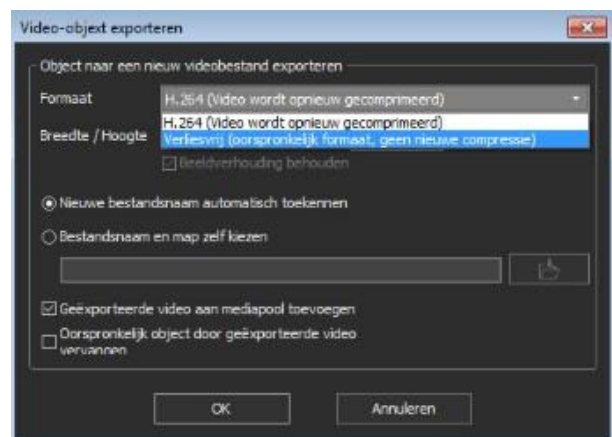 Video-objext exporteren
Object naar een nieuw videobestand exporteren
Formaat
H.264 (Video wordt opnieuw gecomprimeerd)
H.264 (Video wordt opnieuw gecomprimeerd)
Breedte / Hoogte
Verliesvrij (oorspronkelijk formaat, geen nieuwe compressie)
Beeldverhouding behouden
Nieuwe bestandsnaam automatisch toekennen
Bestandsnaam en map zelf kiezen
Geëxporteerde video aan mediapool toevoegen
Oorspronkelijk object door geëxporteerde video
vervangen
OK
Annuleren